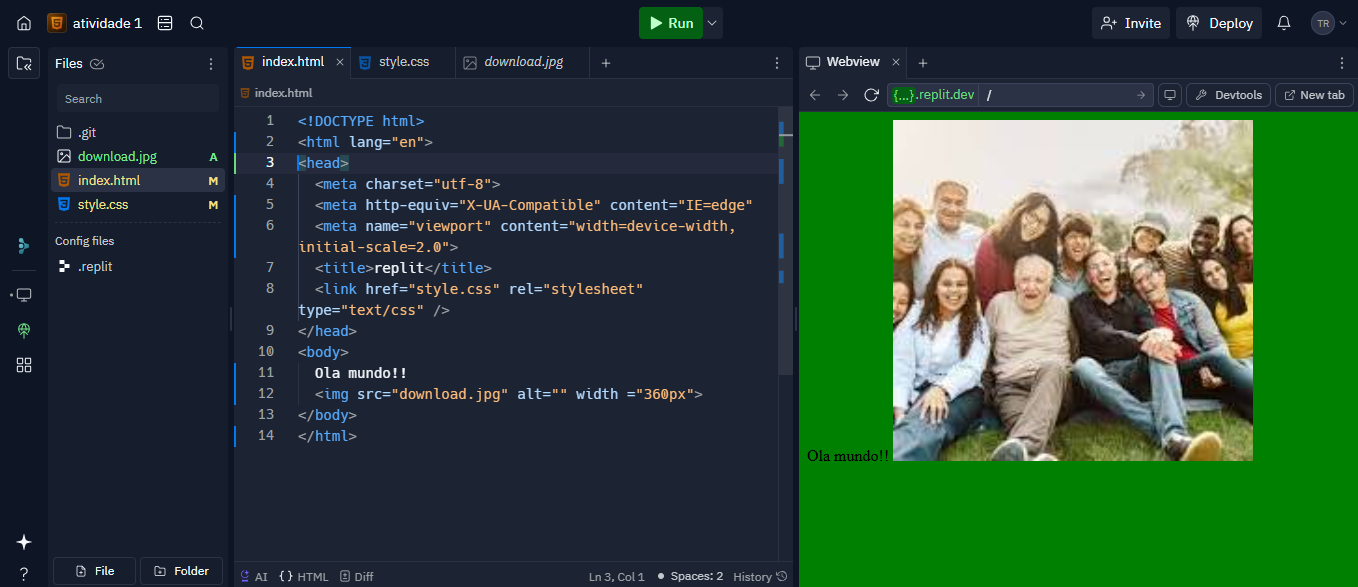 atividade 1
Run
Invite
Deploy
TR
Files
index.html
style.css
download.jpg
Webview
Search
index.html
{...}.replit.dev /
Devtools
New tab
.git
download.jpg A
index.html M
style.css M
Config files
.replit
1 <!DOCTYPE html>
2 <html lang="en">
3 <head>
4 <meta charset="utf-8">
5 <meta http-equiv="X-UA-Compatible" content="IE=edge"
6 <meta name="viewport" content="width=device-width,
initial-scale=2.0">
7 <title>replit</title>
8 <link href="style.css" rel="stylesheet"
type="text/css" />
9 </head>
10 <body>
11 Ola mundo!!
12 <img src="download.jpg" alt="" width ="360px">
13 </body>
14 </html>
Ola mundo!!
File
Folder
AI
{} HTML
Diff
Ln 3, Col 1
Spaces: 2
History
?